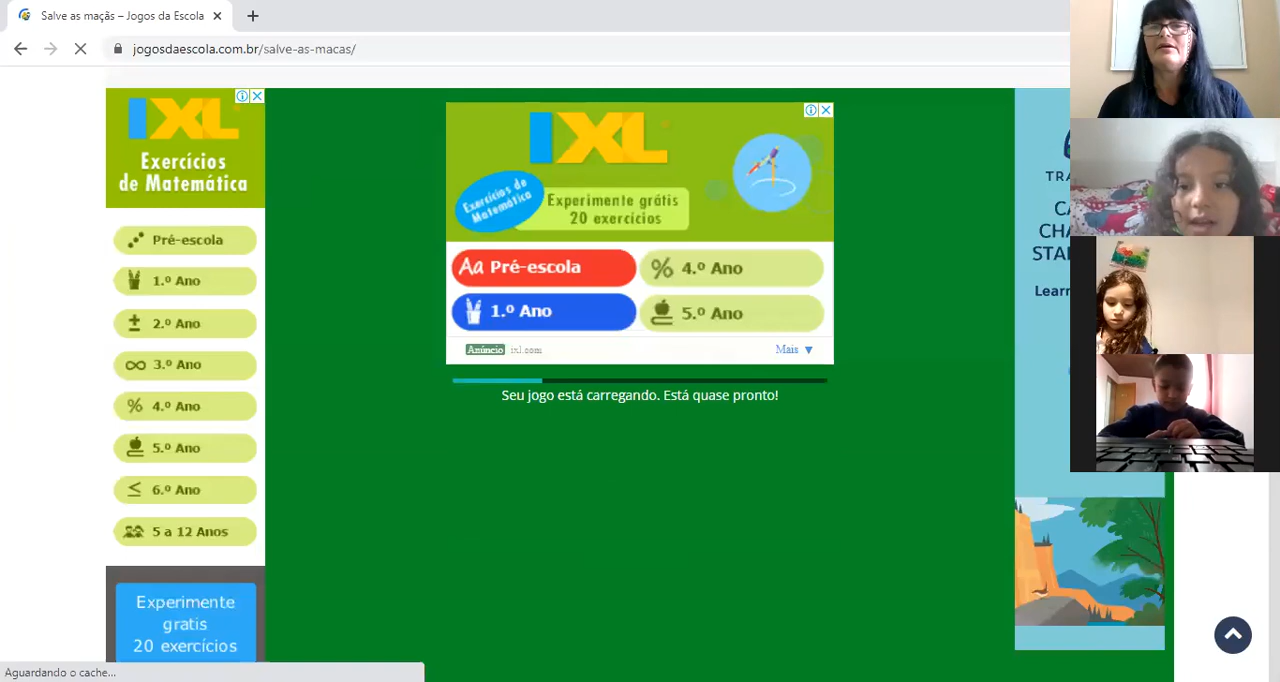 Salve as maçãs – Jogos da Escola
jogosdaescola.com.br/salve-as-macas/
IXL
Exercícios
de Matemática
Pré-escola
1.º Ano
2.º Ano
3.º Ano
4.º Ano
5.º Ano
6.º Ano
5 a 12 Anos
Experimente
gratis
20 exercícios
IXL
Exercícios de
Matemática
Experimente grátis
20 exercícios
Aa Pré-escola
% 4.º Ano
1.º Ano
5.º Ano
Anúncio ixl.com
Mais
Seu jogo está carregando. Está quase pronto!
Learn
Aguardando o cache...